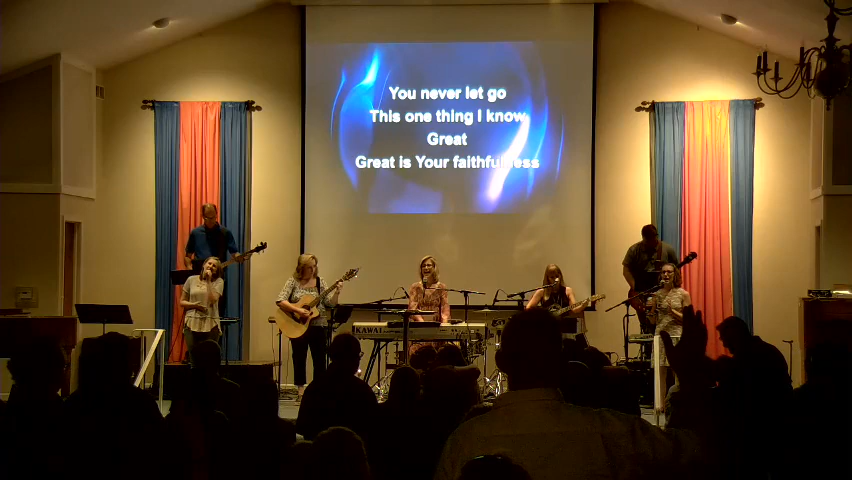 You never let go
This one thing I know
Great
Great is Your faithfulness
KAWAI